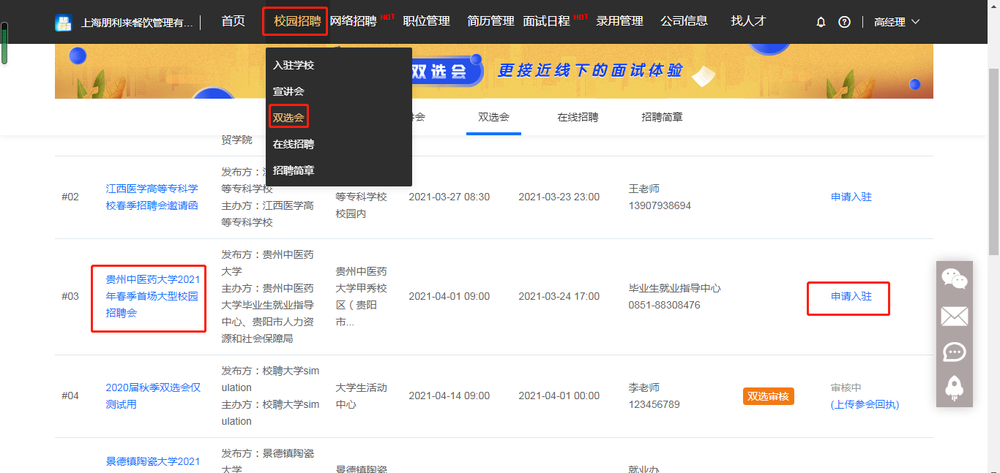 上海朋利来餐饮管理有...
首页
校园招聘
网络招聘
HOT
职位管理
简历管理
面试日程
HOT
录用管理
公司信息
找人才
高经理
入驻学校
宣讲会
双选会
在线招聘
招聘简章
双选会
更接近线下的面试体验
讲会
双选会
在线招聘
招聘简章
贸学院
#02
江西医学高等专科学
校春季招聘会邀请函
发布方：江
等专科学校
主办方：江西医学高
等专科学校
等专科学校
校园内
2021-03-27 08:30
2021-03-23 23:00
王老师
13907938694
申请入驻
#03
贵州中医药大学2021
年春季首场大型校园
招聘会
发布方：贵州中医药
大学
主办方：贵州中医药
大学毕业生就业指导
中心、贵阳市人力资
源和社会保障局
贵州中医药
大学甲秀校
区（贵阳
市...
2021-04-01 09:00
2021-03-24 17:00
毕业生就业指导中心
0851-88308476
申请入驻
#04
2020届秋季双选会仅
测试用
发布方：校聘大学sim
ulation
主办方：校聘大学sim
ulation
大学生活动
中心
2021-04-14 09:00
2021-04-01 00:00
李老师
123456789
双选审核
审核中
(上传参会回执)
景德镇陶瓷大学2021
发布方：景德镇陶瓷
大学
景德镇陶瓷
就业办